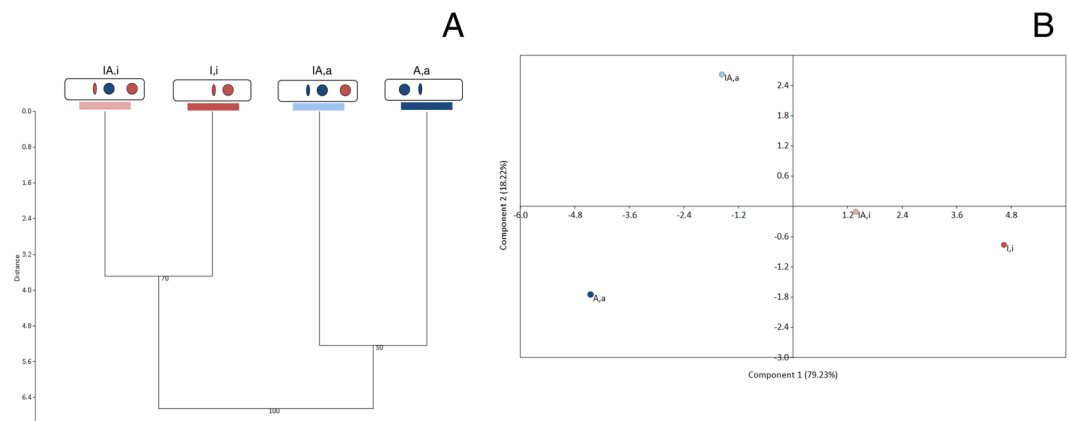 A
IA.i
I,i
IA,a
A,a
0.0
0.8
1.6
2.4
3.2
4.0
4.8
5.6
6.4
Distance
70
50
100
B
IA,a
2.4
1.8
1.2
0.6
-6.0
-4.8
-3.6
-2.4
-1.2
1.2
IA,i
2.4
3.6
4.8
-0.6
I,i
-1.2
A,a
-1.8
-2.4
-3.0
Component 2 (18.22%)
Component 1 (79.23%)